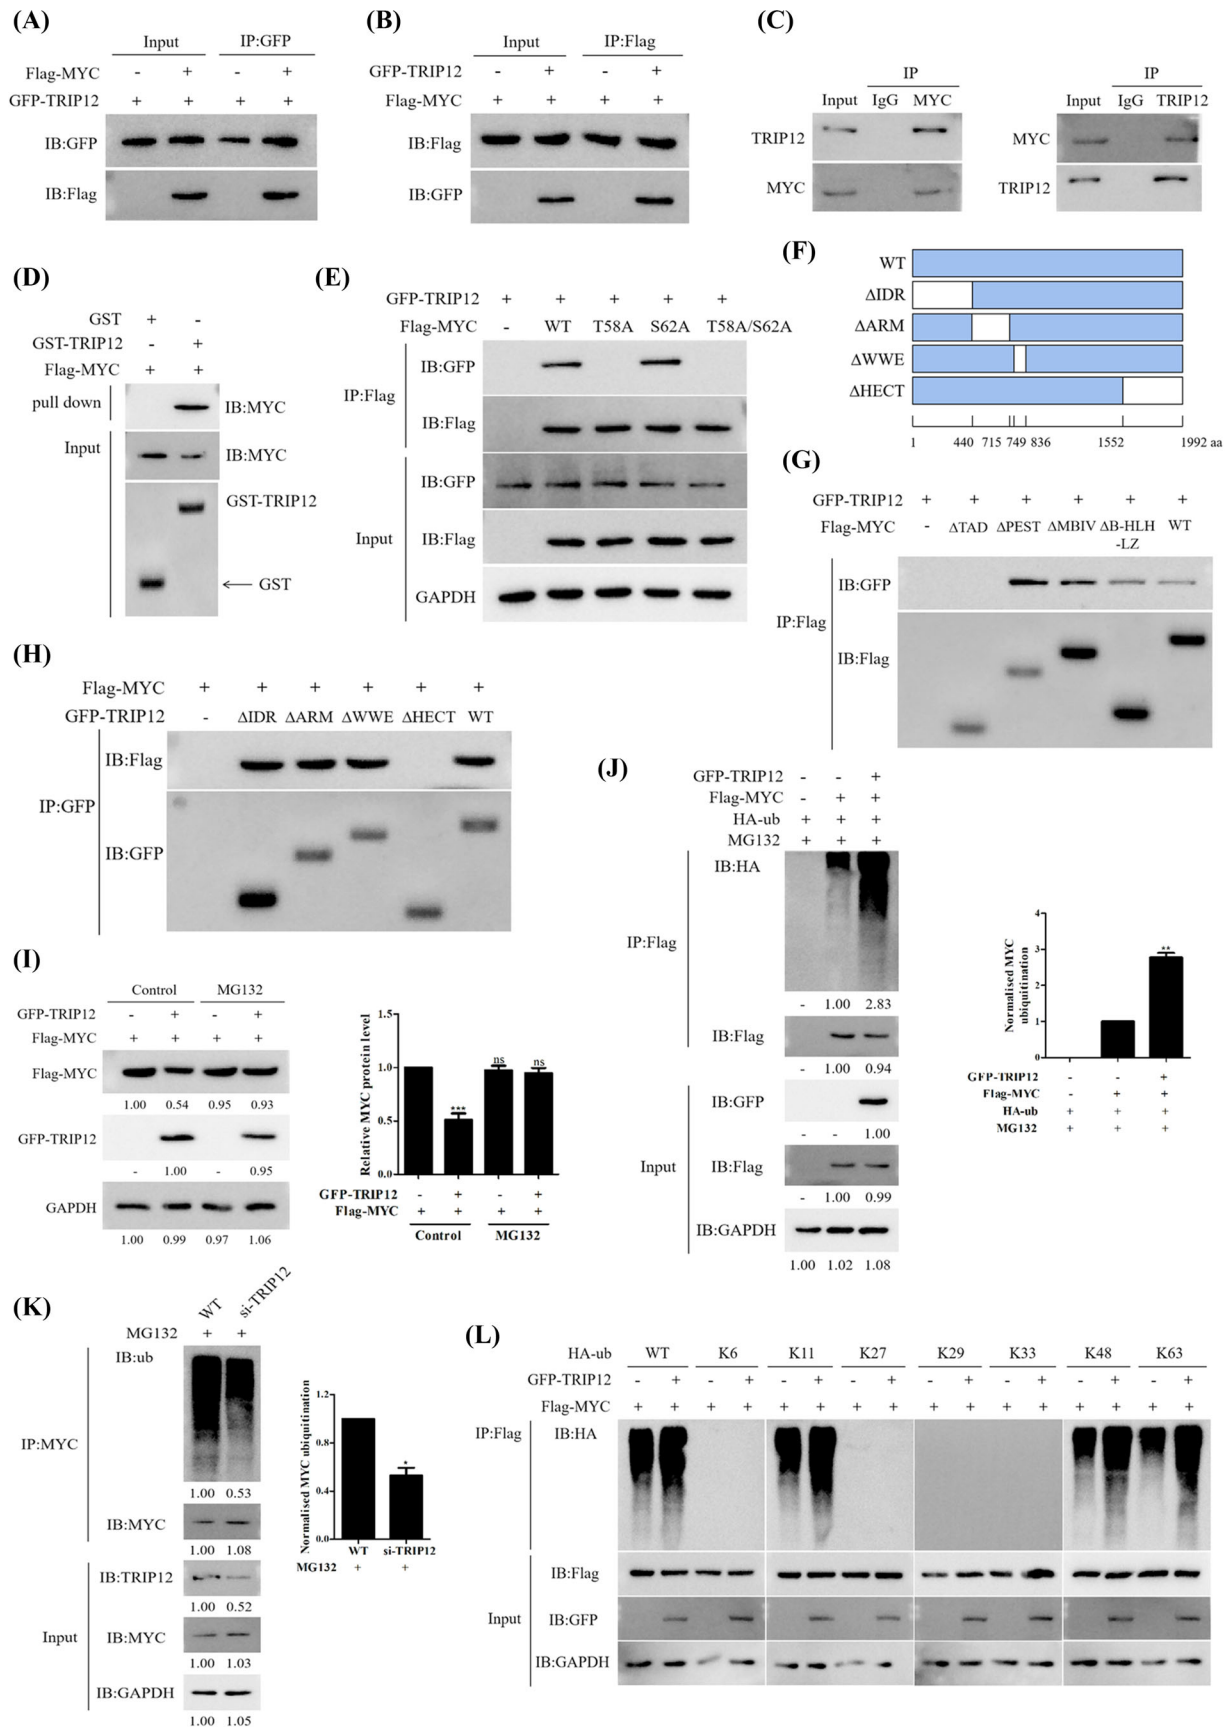 (A)
Input IP:GFP
Flag-MYC - + - +
GFP-TRIP12 + + + +
IB:GFP
IB:Flag
(B)
Input IP:Flag
GFP-TRIP12 - + - +
Flag-MYC + + + +
IB:Flag
IB:GFP
(C)
IP
Input IgG MYC
TRIP12
MYC
IP
Input IgG TRIP12
MYC
TRIP12
(D)
GST + -
GST-TRIP12 - +
Flag-MYC + +
pull down IB:MYC
Input IB:MYC
GST-TRIP12
← GST
(E)
GFP-TRIP12 + + + + +
Flag-MYC - WT T58A S62A T58A/S62A
IP:Flag
IB:GFP
IB:Flag
Input
IB:GFP
IB:Flag
GAPDH
(F)
WT
ΔIDR
ΔARM
ΔWWE
ΔHECT
1 440 715 749 836 1552 1992 aa
(G)
GFP-TRIP12 + + + + + +
Flag-MYC - ΔTAD ΔPEST ΔMBIV ΔB-HLH WT
-LZ
IP:Flag
IB:GFP
IB:Flag
(H)
Flag-MYC + + + + + +
GFP-TRIP12 - ΔIDR ΔARM ΔWWE ΔHECT WT
IP:GFP
IB:Flag
IB:GFP
(I)
Control MG132
GFP-TRIP12 - + - +
Flag-MYC + + + +
Flag-MYC
1.00 0.54 0.95 0.93
GFP-TRIP12
- 1.00 - 0.95
GAPDH
1.00 0.99 0.97 1.06
Relative MYC protein level
1.5
1.0
0.5
0.0
*** ns ns
GFP-TRIP12 - + - +
Flag-MYC + + + +
Control MG132
(J)
GFP-TRIP12 - - +
Flag-MYC - + +
HA-ub + + +
MG132 + + +
IP:Flag
IB:HA
- 1.00 2.83
IB:Flag
- 1.00 0.94
Input
IB:GFP
- - 1.00
IB:Flag
- 1.00 0.99
IB:GAPDH
1.00 1.02 1.08
Normalised MYC
ubiquitination
4
3
2
1
0
**
GFP-TRIP12 - - +
Flag-MYC - + +
HA-ub + + +
MG132 + + +
(K)
WT si-TRIP12
MG132 + +
IP:MYC
IB:ub
1.00 0.53
IB:MYC
1.00 1.08
Input
IB:TRIP12
1.00 0.52
IB:MYC
1.00 1.03
IB:GAPDH
1.00 1.05
Normalised MYC ubiquitination
1.2
0.8
0.4
0.0
*
WT si-TRIP12
MG132 + +
(L)
HA-ub WT K6 K11 K27 K29 K33 K48 K63
GFP-TRIP12 - + - + - + - + - + - + - + - +
Flag-MYC + + + + + + + + + + + + + + + +
IP:Flag IB:HA
IB:Flag
Input IB:GFP
IB:GAPDH